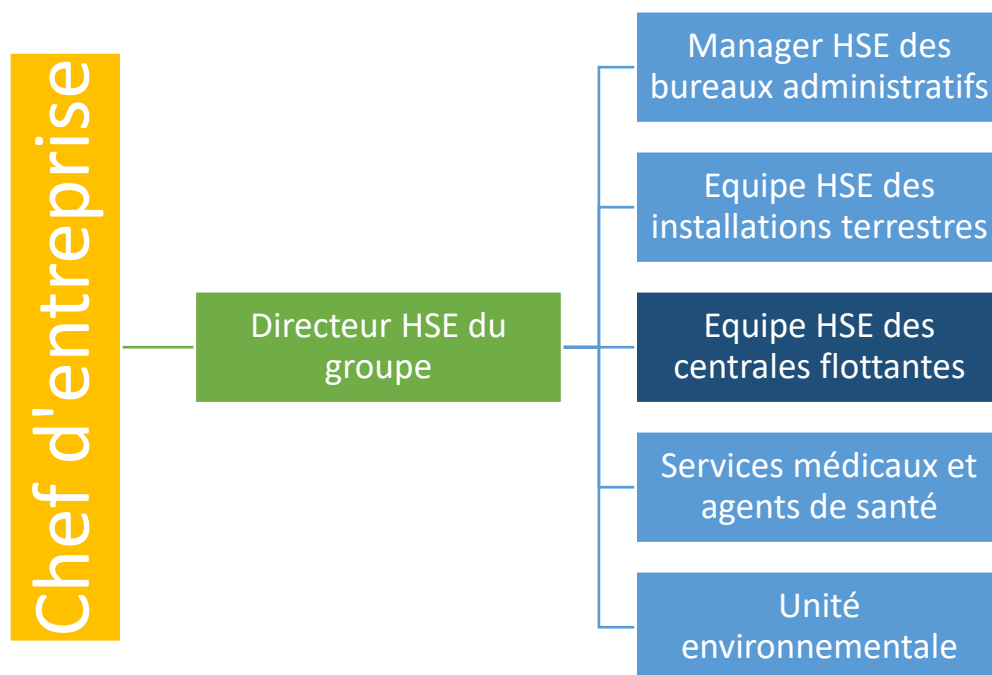 Chef d'entreprise
Directeur HSE du
groupe
Manager HSE des
bureaux administratifs
Equipe HSE des
installations terrestres
Equipe HSE des
centrales flottantes
Services médicaux et
agents de santé
Unité
environnementale